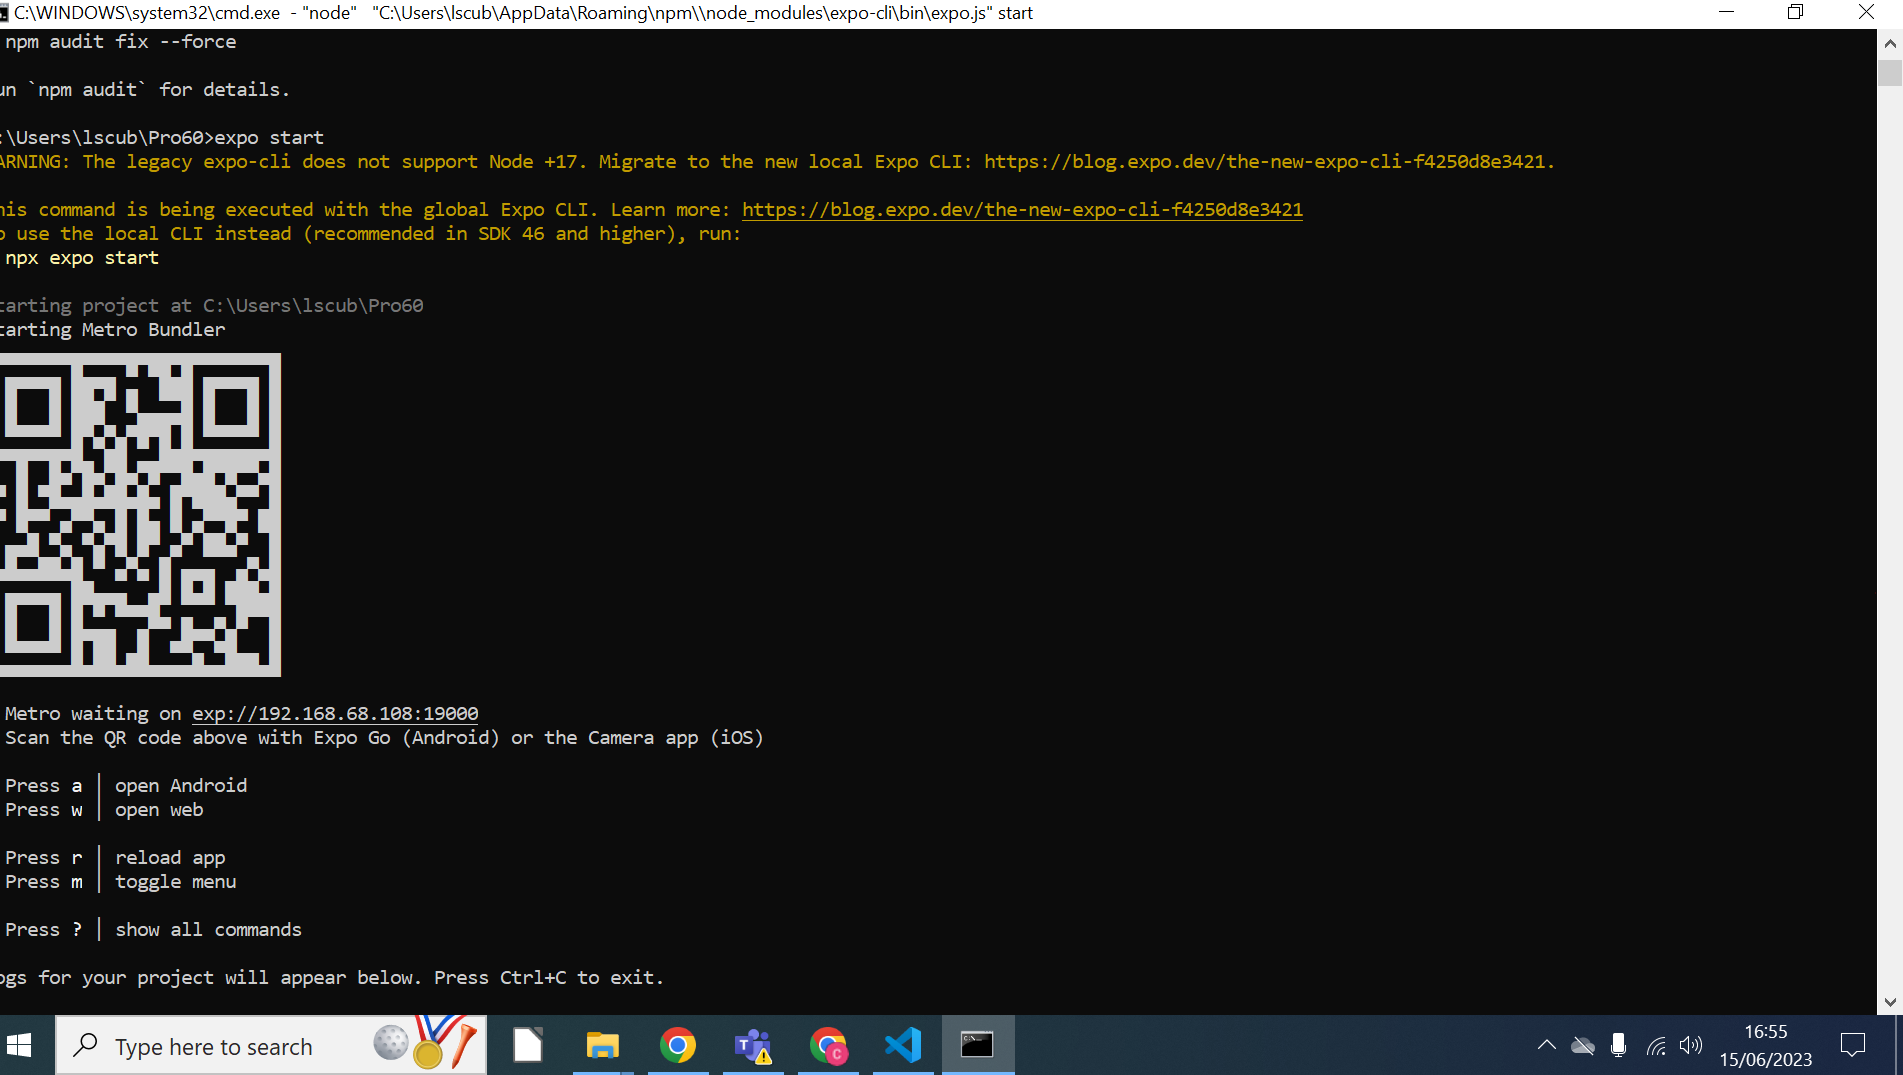 C:\WINDOWS\system32\cmd.exe - "node" "C:\Users\lscub\AppData\Roaming\npm\\node_modules\expo-cli\bin\expo.js" start
npm audit fix --force
un `npm audit` for details.
:\Users\lscub\Pro60>expo start
ARNING: The legacy expo-cli does not support Node +17. Migrate to the new local Expo CLI: https://blog.expo.dev/the-new-expo-cli-f4250d8e3421.
his command is being executed with the global Expo CLI. Learn more: https://blog.expo.dev/the-new-expo-cli-f4250d8e3421
o use the local CLI instead (recommended in SDK 46 and higher), run:
npx expo start
tarting project at C:\Users\lscub\Pro60
tarting Metro Bundler
Metro waiting on exp://192.168.68.108:19000
Scan the QR code above with Expo Go (Android) or the Camera app (iOS)
Press a │ open Android
Press w │ open web
Press r │ reload app
Press m │ toggle menu
Press ? │ show all commands
ogs for your project will appear below. Press Ctrl+C to exit.
Type here to search
16:55
15/06/2023